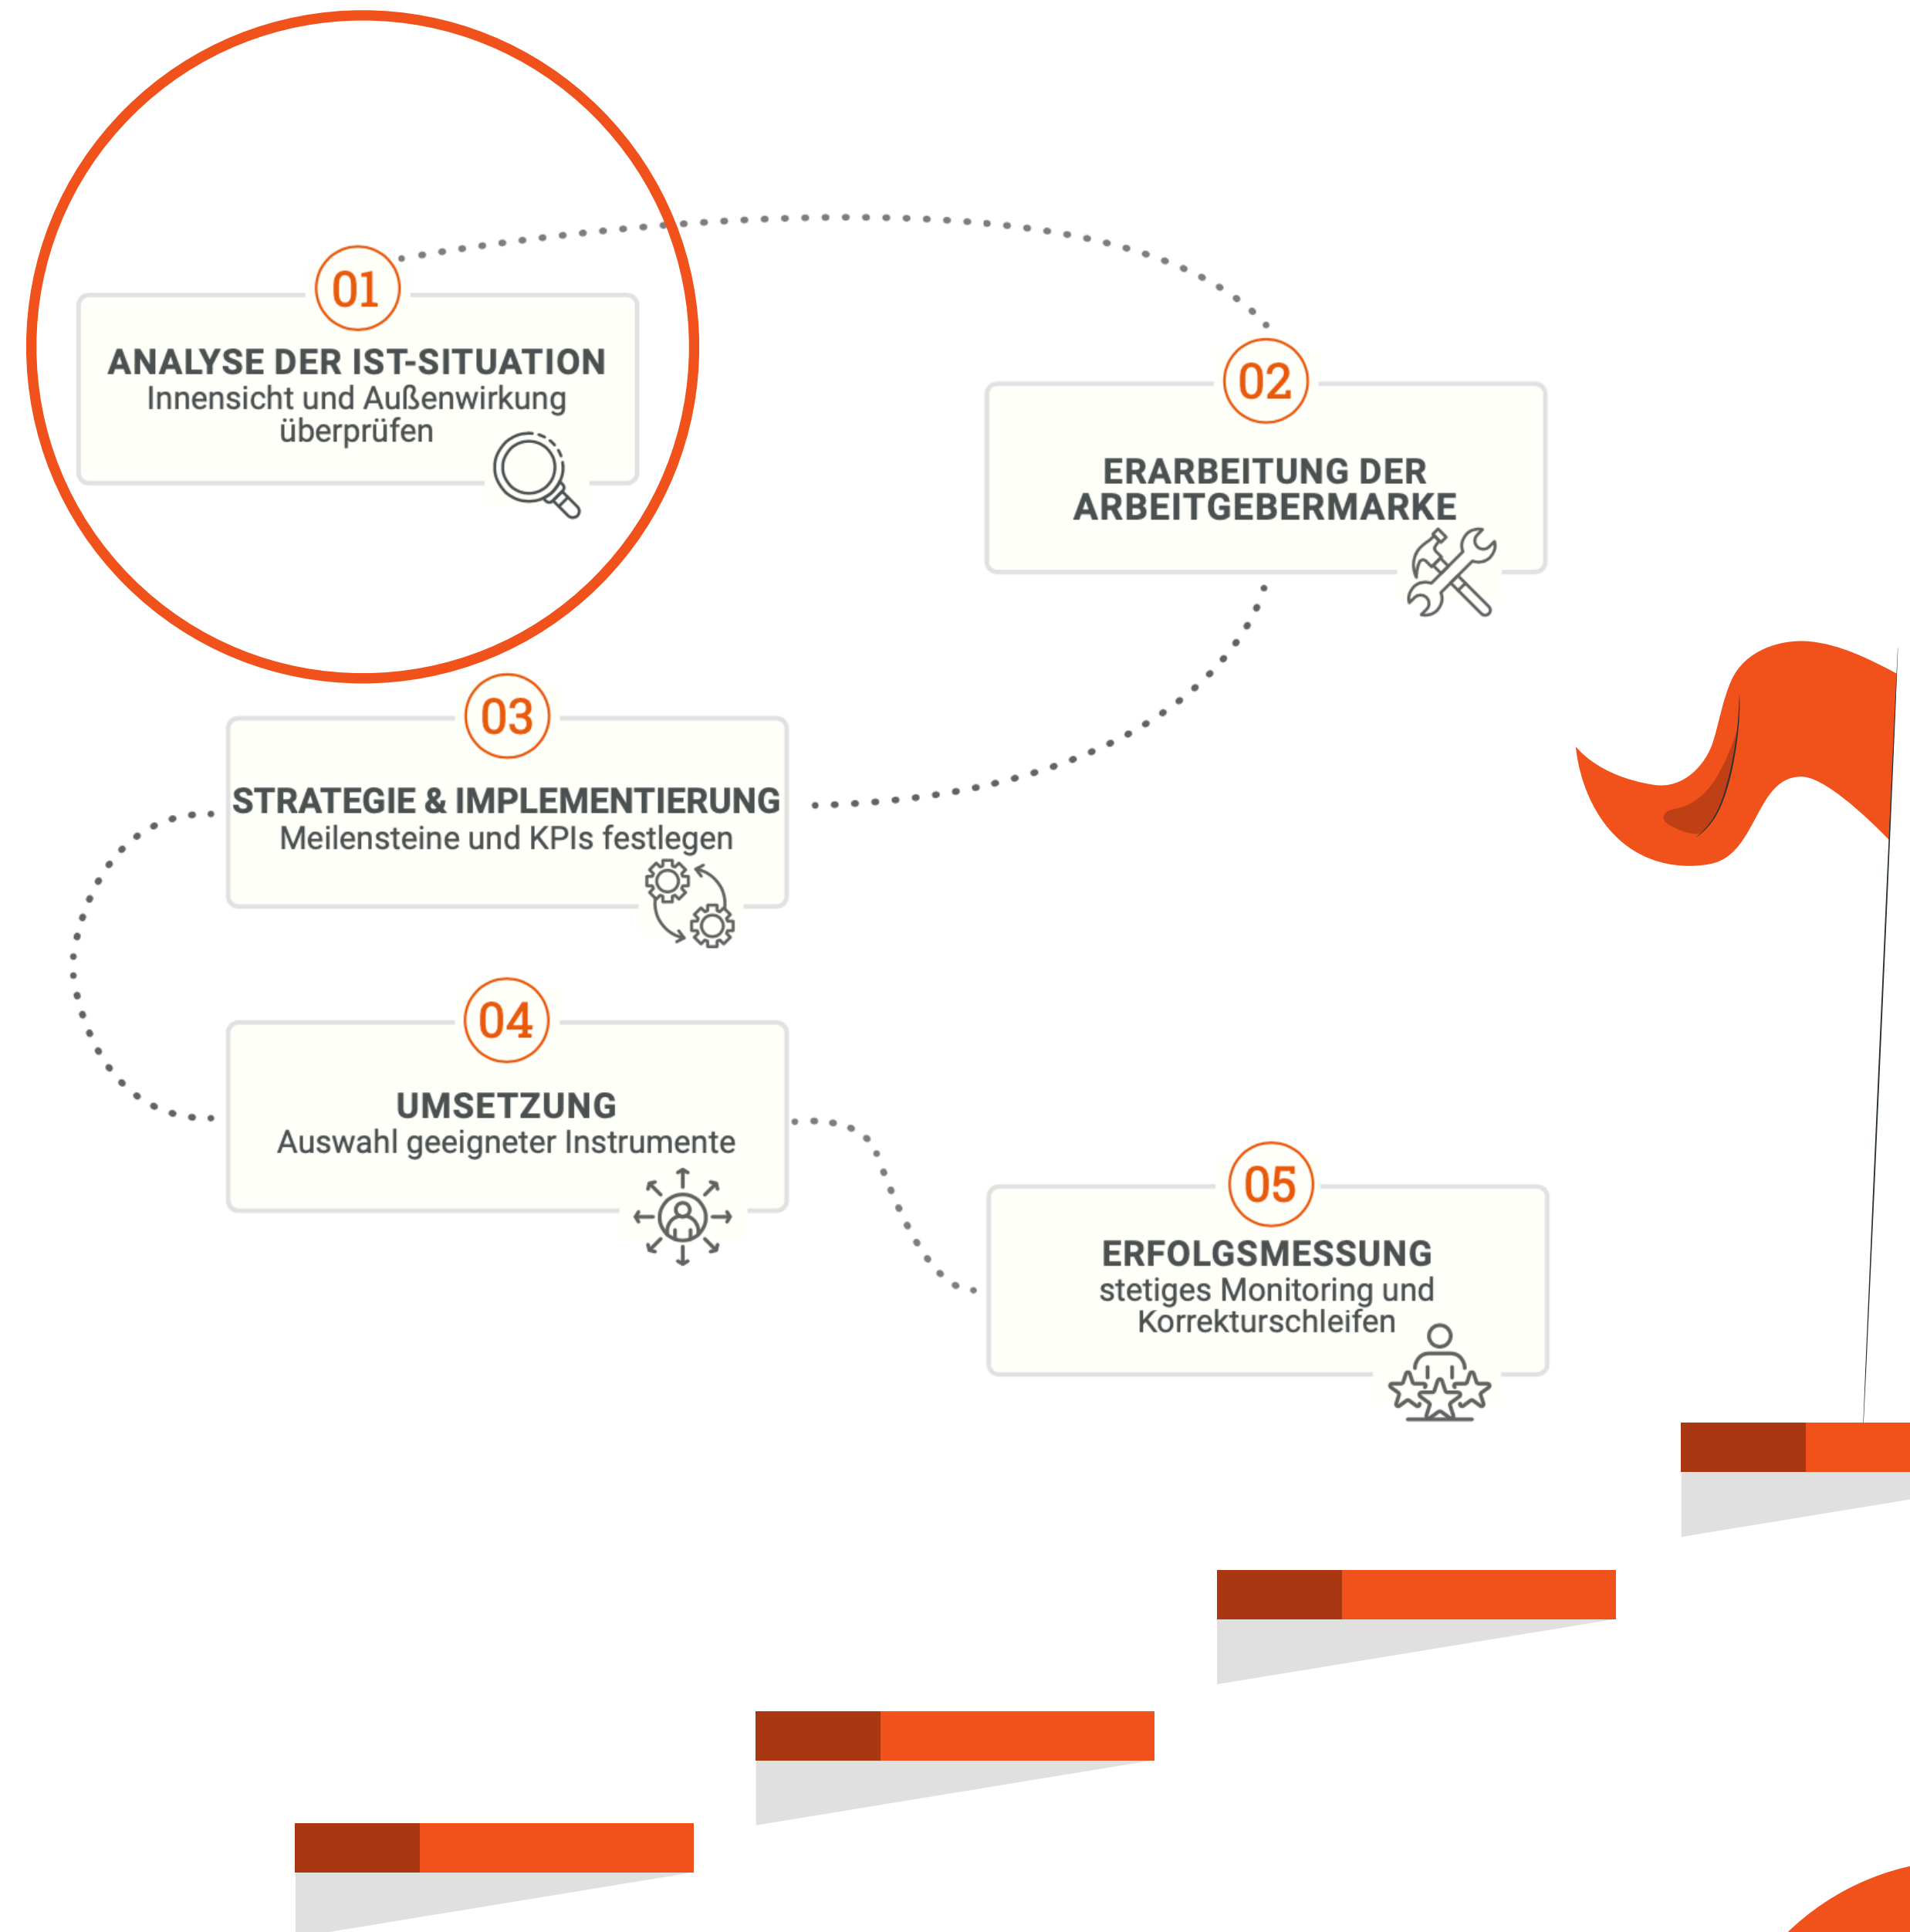 01
ANALYSE DER IST-SITUATION
Innensicht und Außenwirkung
überprüfen
02
ERARBEITUNG DER
ARBEITGEBERMARKE
03
STRATEGIE & IMPLEMENTIERUNG
Meilensteine und KPIs festlegen
04
UMSETZUNG
Auswahl geeigneter Instrumente
05
ERFOLGSMESSUNG
stetiges Monitoring und
Korrekturschleifen